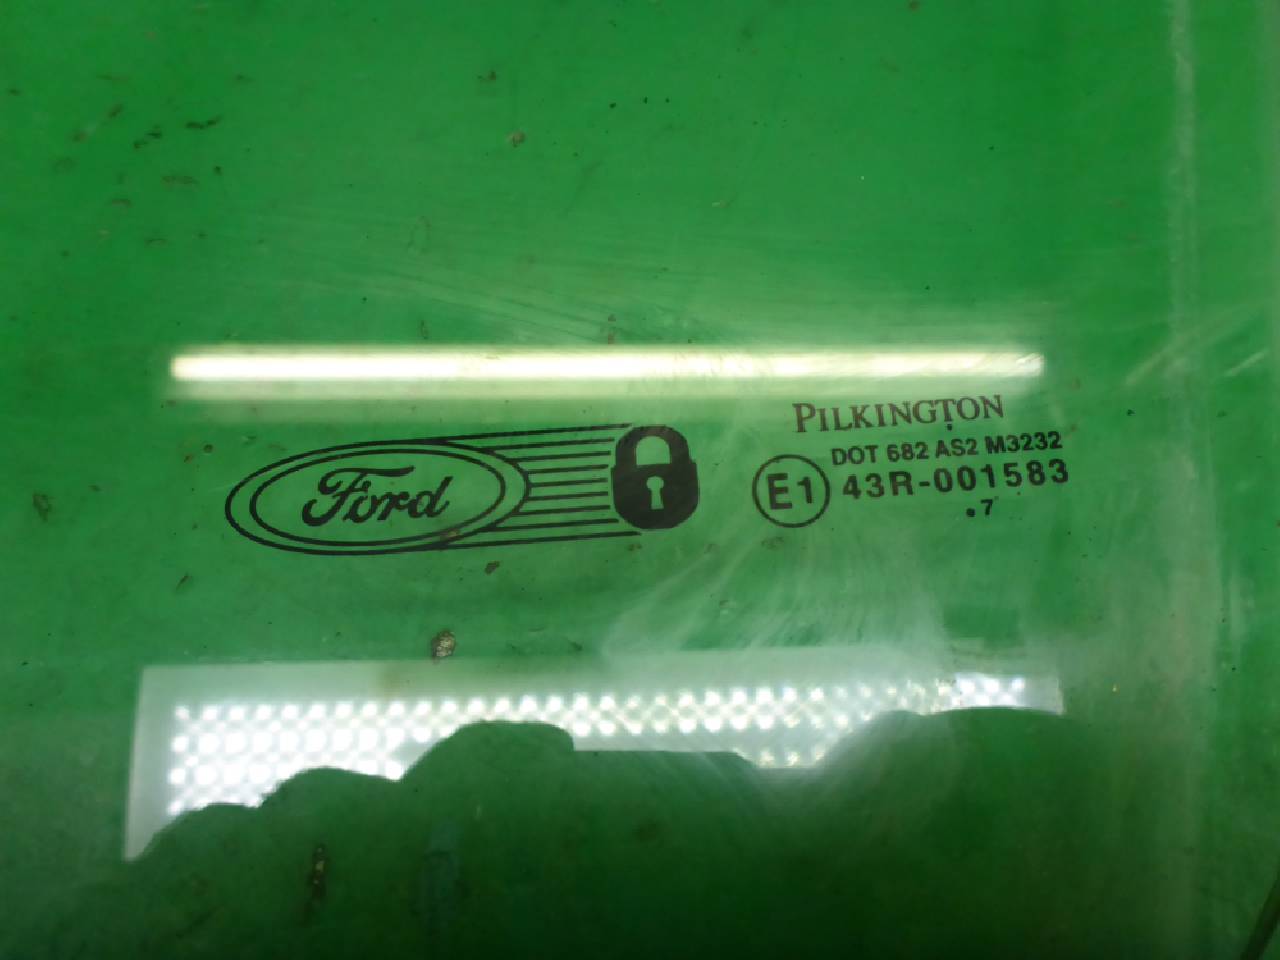 Ford
PILKINGTON
DOT 682 AS2 M3232
E1 43R-001583
.7